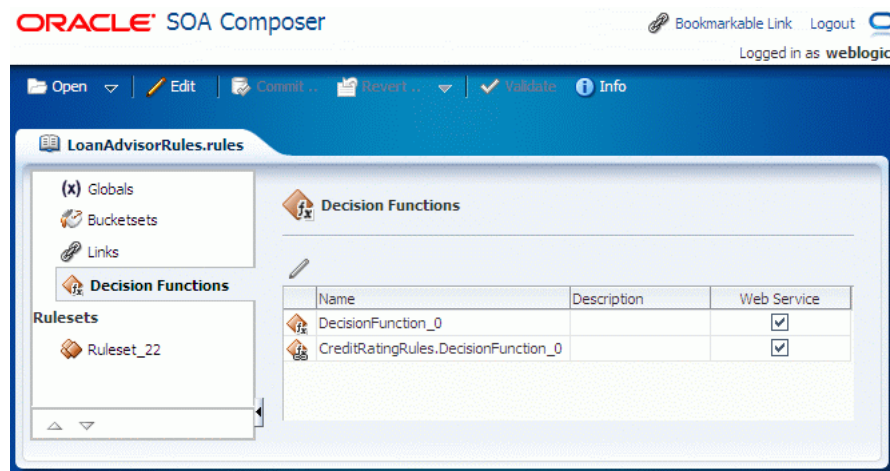 ORACLE SOA Composer
Bookmarkable Link Logout
Logged in as weblogic
Open Edit Commit .. Revert .. Validate Info
LoanAdvisorRules.rules
(x) Globals
Bucketsets
Links
Decision Functions
Rulesets
Ruleset_22
Decision Functions
Name Description Web Service
DecisionFunction_0
CreditRatingRules.DecisionFunction_0